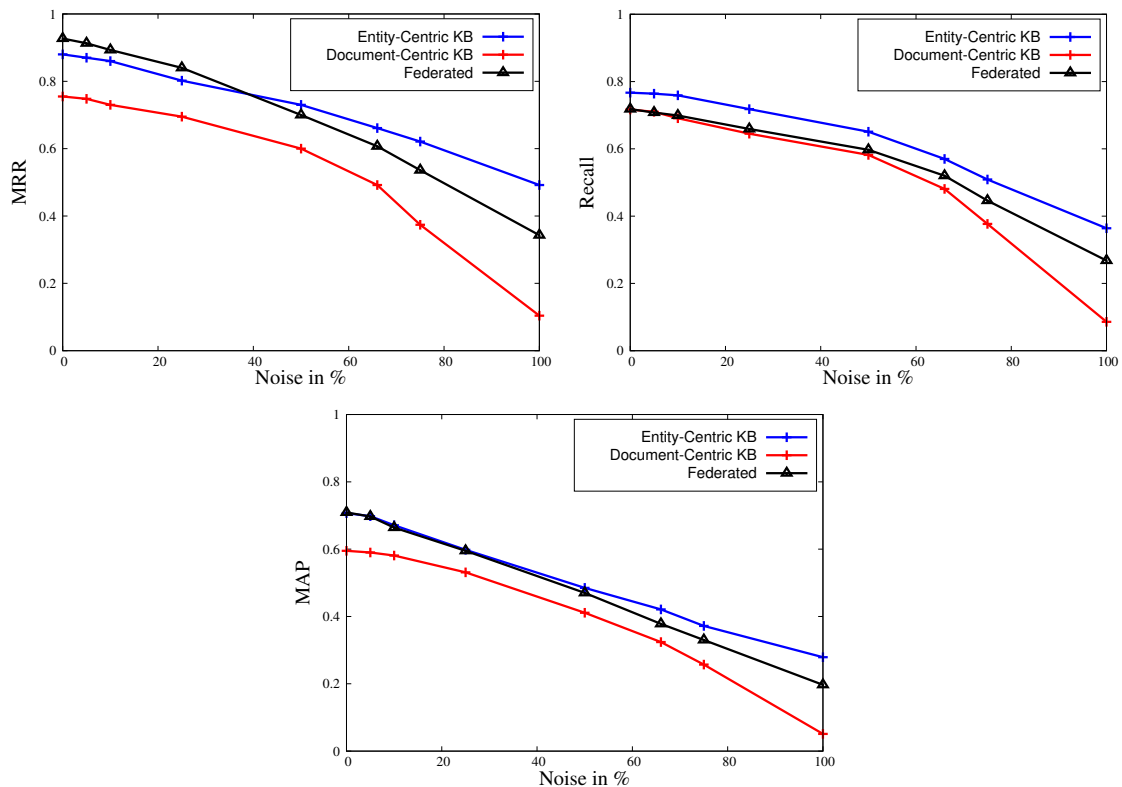 1
0.8
0.6
0.4
0.2
0
0
20
40
60
80
100
MRR
Noise in %
Entity-Centric KB
Document-Centric KB
Federated
1
0.8
0.6
0.4
0.2
0
0
20
40
60
80
100
Recall
Noise in %
Entity-Centric KB
Document-Centric KB
Federated
1
0.8
0.6
0.4
0.2
0
0
20
40
60
80
100
MAP
Noise in %
Entity-Centric KB
Document-Centric KB
Federated